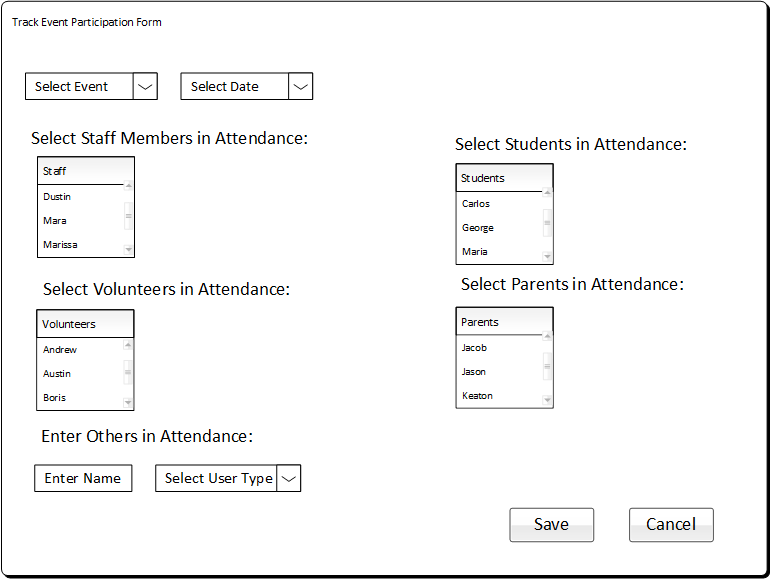 Track Event Participation Form
Select Event
Select Date
Select Staff Members in Attendance:
Staff
Dustin
Mara
Marissa
Select Students in Attendance:
Students
Carlos
George
Maria
Select Volunteers in Attendance:
Volunteers
Andrew
Austin
Boris
Select Parents in Attendance:
Parents
Jacob
Jason
Keaton
Enter Others in Attendance:
Enter Name
Select User Type
Save
Cancel